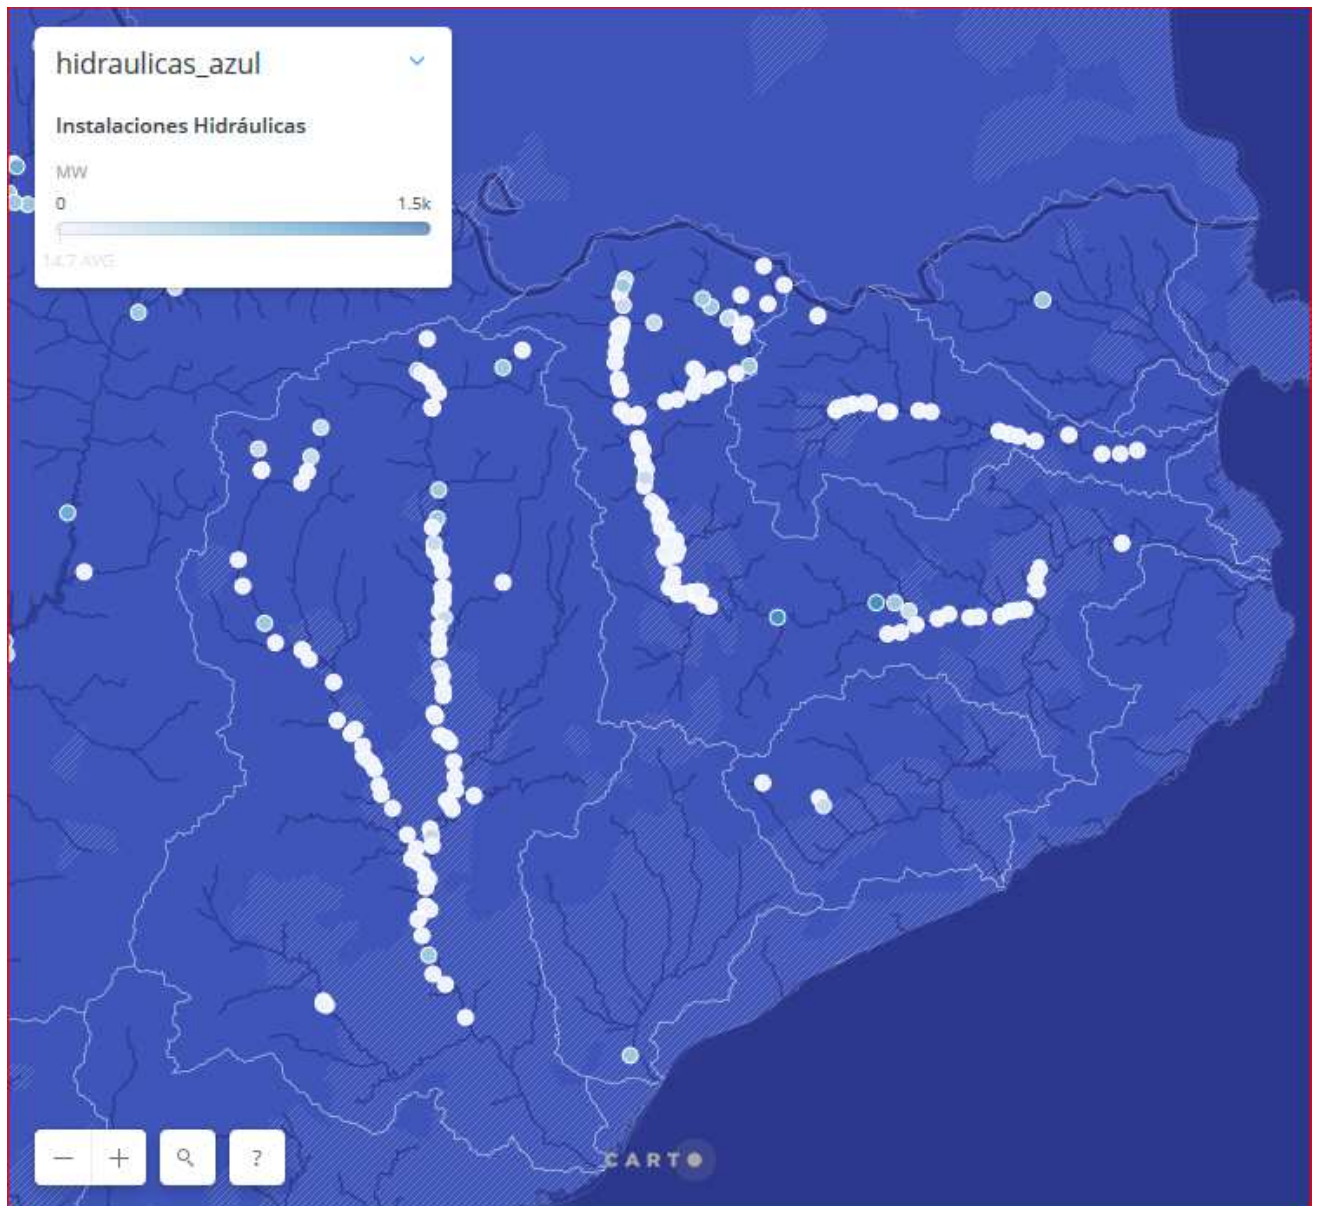 hidraulicas_azul
Instalaciones Hidráulicas
MW
0 1.5k
14.7 AVG
?
CARTO